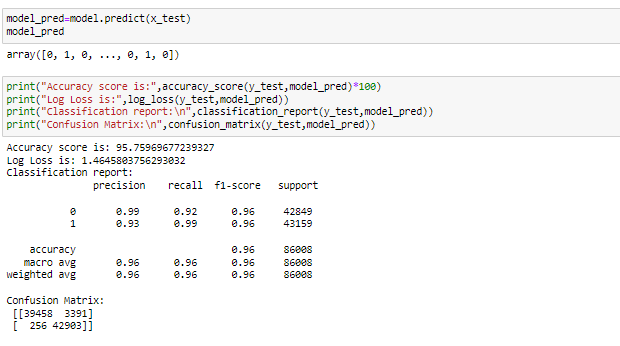 model_pred=model.predict(x_test)
model_pred
array([0, 1, 0, ..., 0, 1, 0])
print("Accuracy score is:",accuracy_score(y_test,model_pred)*100)
print("Log Loss is:",log_loss(y_test,model_pred))
print("Classification report:\n",classification_report(y_test,model_pred))
print("Confusion Matrix:\n",confusion_matrix(y_test,model_pred))
Accuracy score is: 95.75969677239327
Log Loss is: 1.4645803756293032
Classification report:
precision recall f1-score support
0 0.99 0.92 0.96 42849
1 0.93 0.99 0.96 43159
accuracy 0.96 86008
macro avg 0.96 0.96 0.96 86008
weighted avg 0.96 0.96 0.96 86008
Confusion Matrix:
[[39458 3391]
[ 256 42903]]